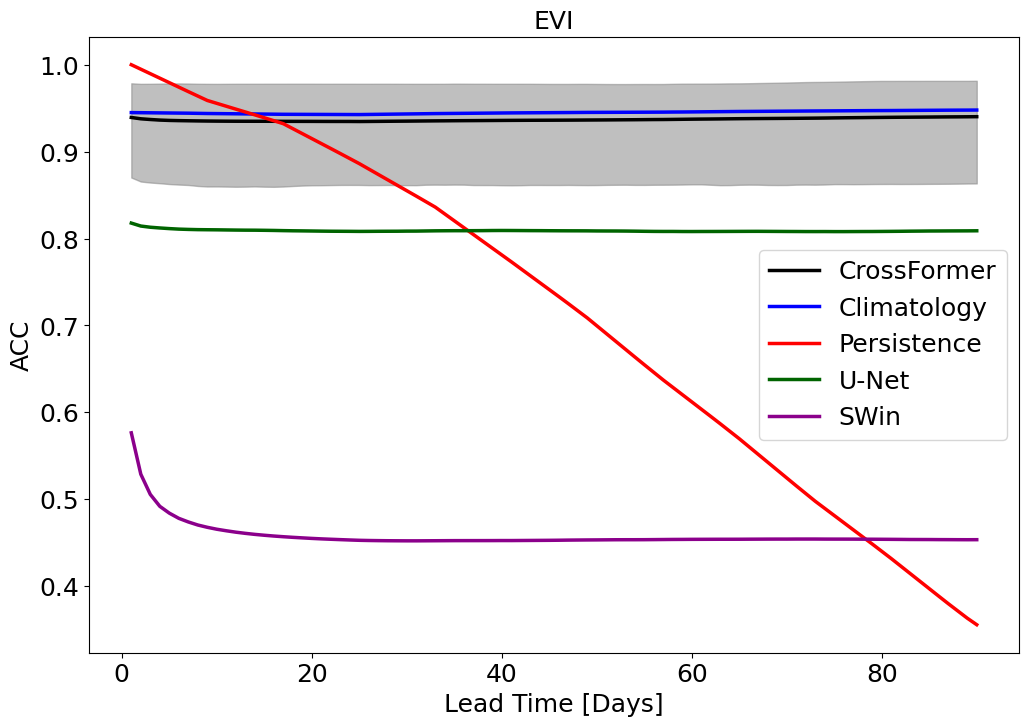 EVI
1.0
0.9
0.8
0.7
0.6
0.5
0.4
ACC
CrossFormer
Climatology
Persistence
U-Net
SWin
0 20 40 60 80
Lead Time [Days]